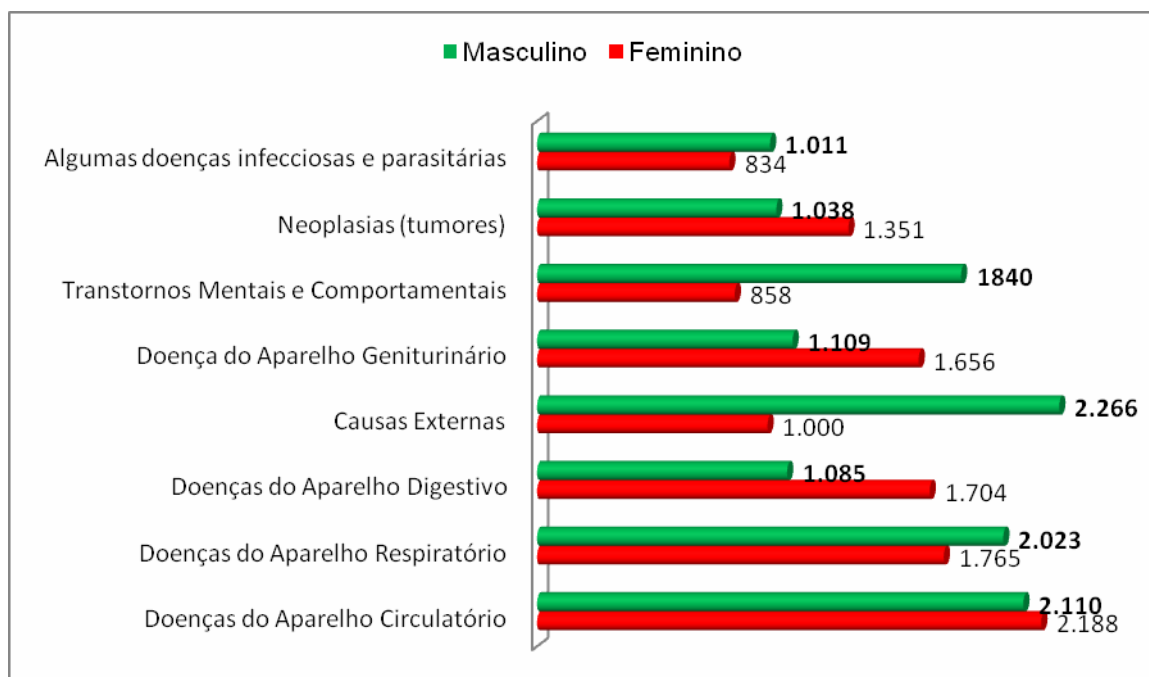 Masculino Feminino
Algumas doenças infecciosas e parasitárias
1.011
834
Neoplasias (tumores)
1.038
1.351
Transtornos Mentais e Comportamentais
1840
858
Doença do Aparelho Geniturinário
1.109
1.656
Causas Externas
2.266
1.000
Doenças do Aparelho Digestivo
1.085
1.704
Doenças do Aparelho Respiratório
2.023
1.765
Doenças do Aparelho Circulatório
2.110
2.188